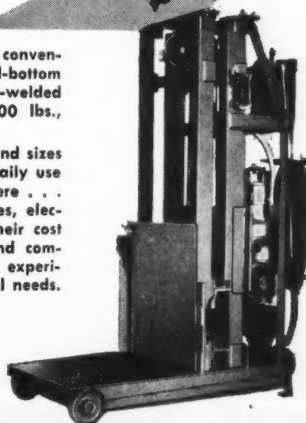 conven-
-bottom
-welded
00 lbs.,
nd sizes
aily use
ere . . .
es, elec-
heir cost
nd com-
experi-
l needs.